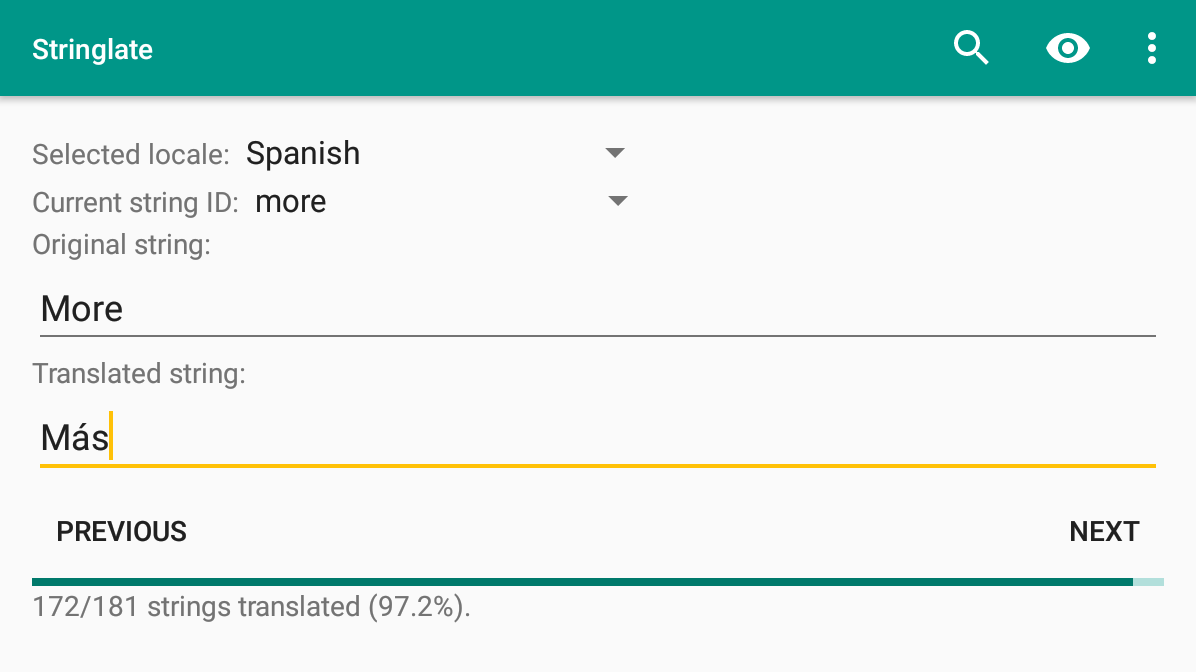 Stringlate
Selected locale: Spanish
Current string ID: more
Original string:
More
Translated string:
Más
PREVIOUS NEXT
172/181 strings translated (97.2%).